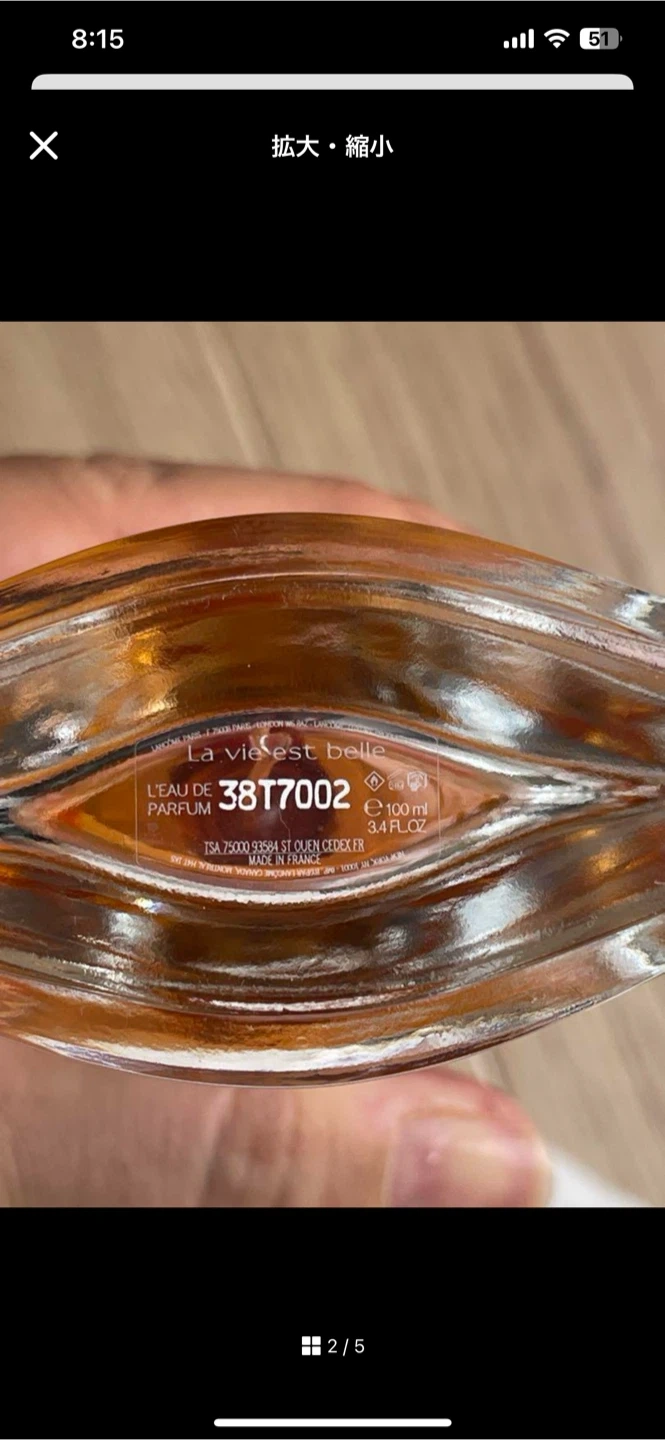 8:15
51
拡大・縮小
La vie est belle
L'EAU DE
PARFUM
38T7002
e 100 ml
3.4 FL.OZ
TSA 75000 93584 ST OUEN CEDEX FR
MADE IN FRANCE
2 / 5